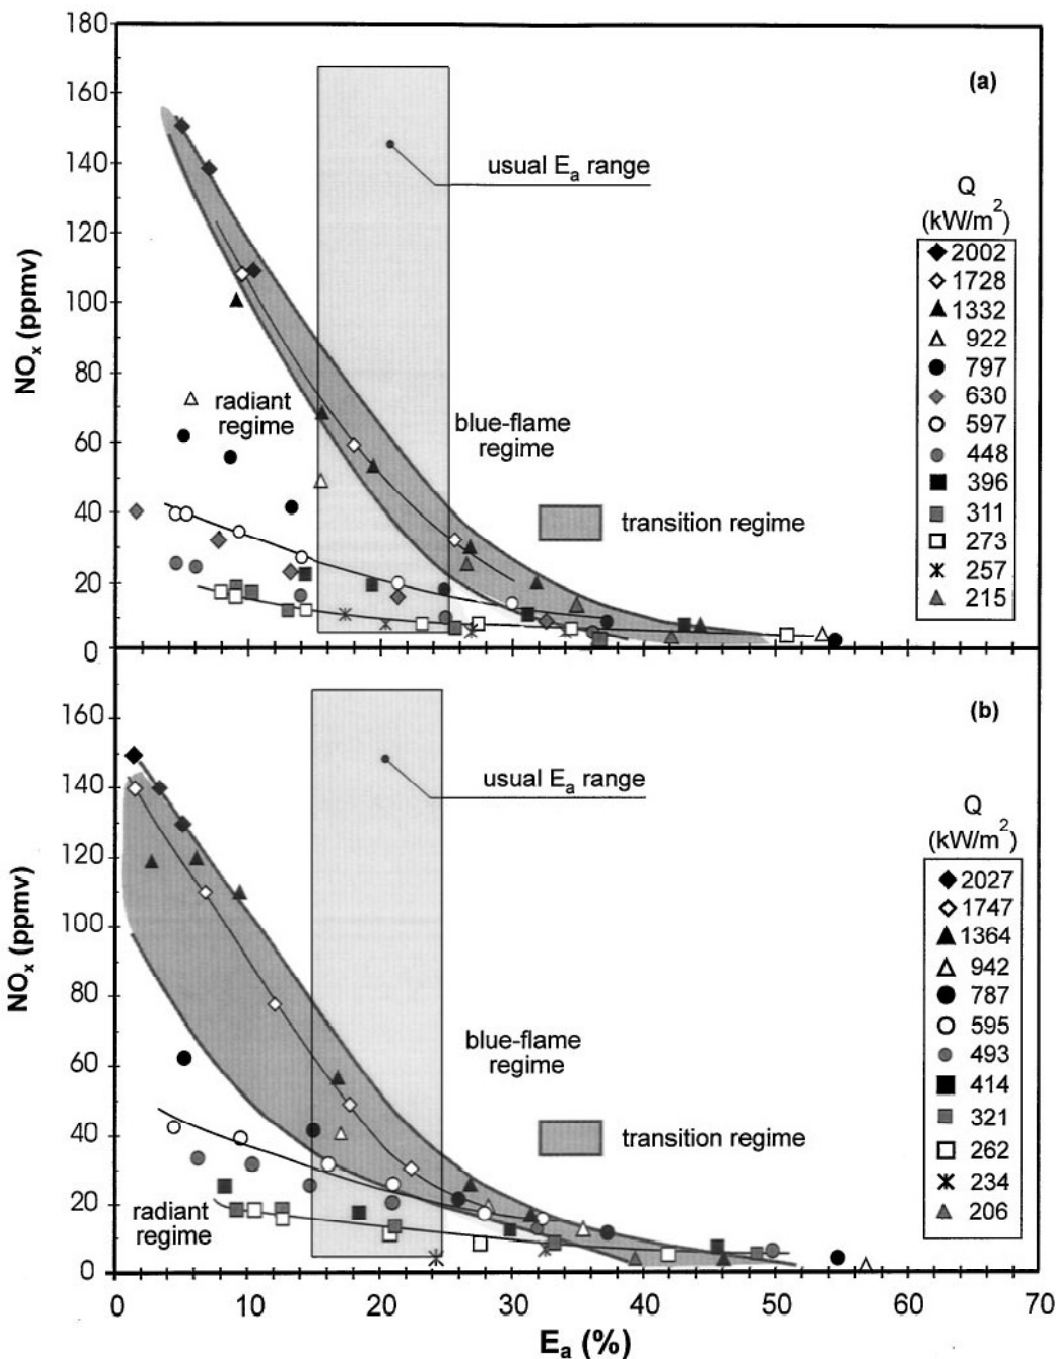 180
160
140
120
100
80
60
40
20
0
NOx (ppmv)
(a)
usual Ea range
radiant
regime
blue-flame
regime
transition regime
Q
(kW/m2)
2002
1728
1332
922
797
630
597
448
396
311
273
257
215
160
140
120
100
80
60
40
20
0
NOx (ppmv)
(b)
usual Ea range
blue-flame
regime
transition regime
radiant
regime
Q
(kW/m2)
2027
1747
1364
942
787
595
493
414
321
262
234
206
0 10 20 30 40 50 60 70
Ea (%)